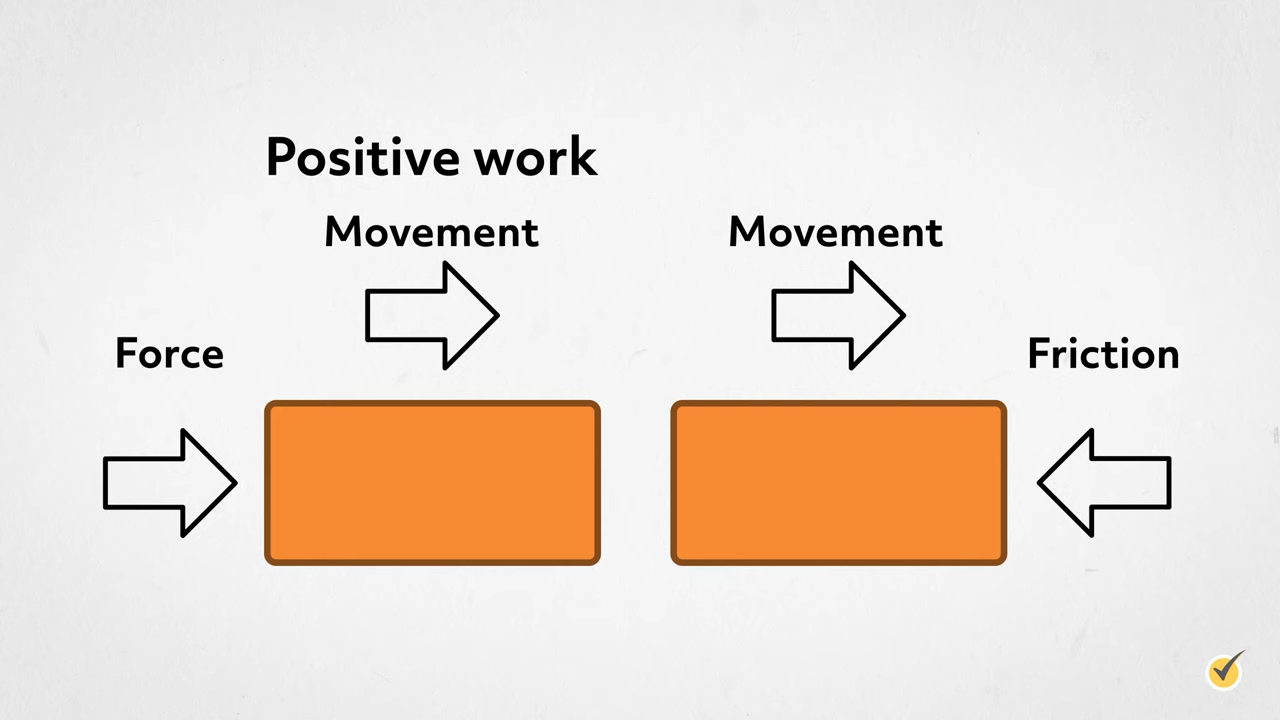 Positive work
Movement
Movement
Force
Friction